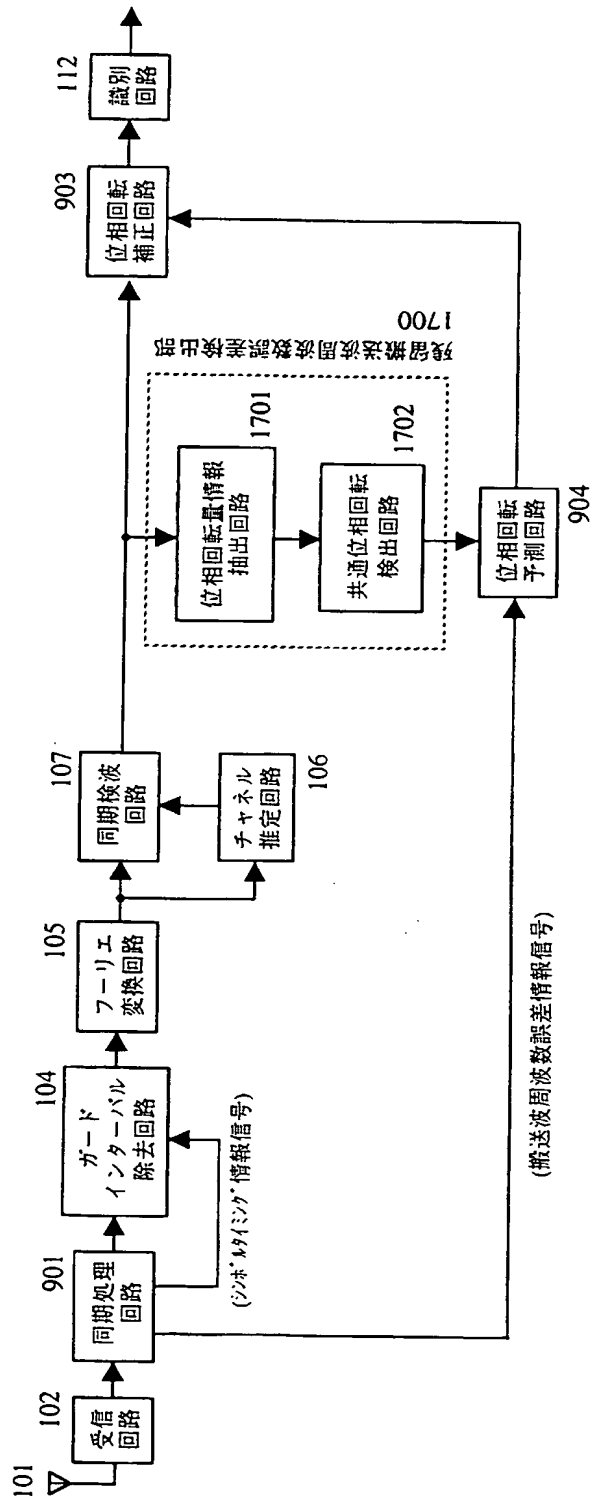 101
102
受信
回路
901
同期処理
回路
(シンボルタイミング情報信号)
104
ガード
インターバル
除去回路
105
フーリエ
変換回路
107
同期検波
回路
106
チャネル
推定回路
1700
残留搬送波周波数誤差検出部
1701
位相回転量情報
抽出回路
1702
共通位相回転
検出回路
903
位相回転
補正回路
112
識別
回路
904
位相回転
予測回路
(搬送波周波数誤差情報信号)